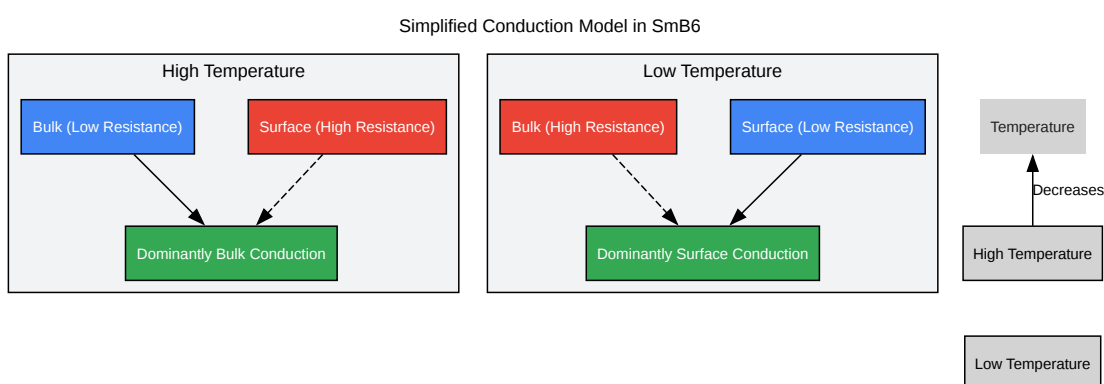 Simplified Conduction Model in SmB6
High Temperature
Bulk (Low Resistance)
Surface (High Resistance)
Dominantly Bulk Conduction
Low Temperature
Bulk (High Resistance)
Surface (Low Resistance)
Dominantly Surface Conduction
Temperature
Decreases
High Temperature
Low Temperature